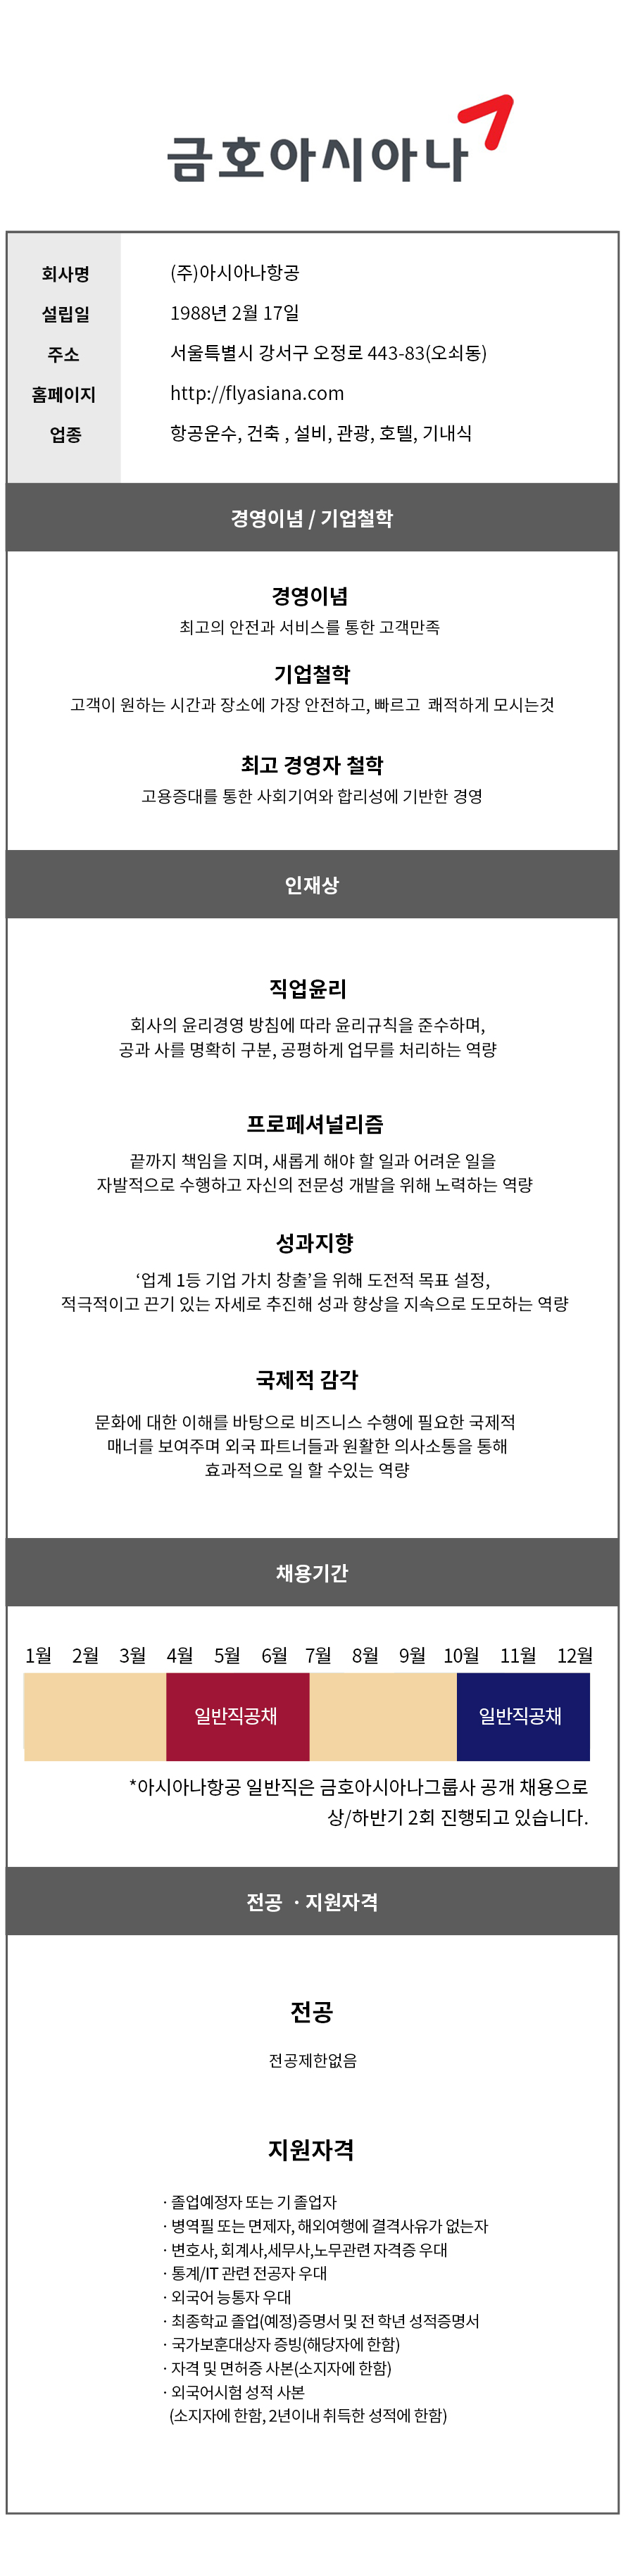 금호아시아나
회사명 (주)아시아나항공
설립일 1988년 2월 17일
주소 서울특별시 강서구 오정로 443-83(오쇠동)
홈페이지 http://flyasiana.com
업종 항공운수, 건축 , 설비, 관광, 호텔, 기내식
경영이념 / 기업철학
경영이념
최고의 안전과 서비스를 통한 고객만족
기업철학
고객이 원하는 시간과 장소에 가장 안전하고, 빠르고 쾌적하게 모시는것
최고 경영자 철학
고용증대를 통한 사회기여와 합리성에 기반한 경영
인재상
직업윤리
회사의 윤리경영 방침에 따라 윤리규칙을 준수하며,
공과 사를 명확히 구분, 공평하게 업무를 처리하는 역량
프로페셔널리즘
끝까지 책임을 지며, 새롭게 해야 할 일과 어려운 일을
자발적으로 수행하고 자신의 전문성 개발을 위해 노력하는 역량
성과지향
‘업계 1등 기업 가치 창출’을 위해 도전적 목표 설정,
적극적이고 끈기 있는 자세로 추진해 성과 향상을 지속으로 도모하는 역량
국제적 감각
문화에 대한 이해를 바탕으로 비즈니스 수행에 필요한 국제적
매너를 보여주며 외국 파트너들과 원활한 의사소통을 통해
효과적으로 일 할 수있는 역량
채용기간
1월 2월 3월 4월 5월 6월 7월 8월 9월 10월 11월 12월
일반직공채 일반직공채
*아시아나항공 일반직은 금호아시아나그룹사 공개 채용으로
상/하반기 2회 진행되고 있습니다.
전공 · 지원자격
전공
전공제한없음
지원자격
· 졸업예정자 또는 기 졸업자
· 병역필 또는 면제자, 해외여행에 결격사유가 없는자
· 변호사, 회계사,세무사,노무관련 자격증 우대
· 통계/IT 관련 전공자 우대
· 외국어 능통자 우대
· 최종학교 졸업(예정)증명서 및 전 학년 성적증명서
· 국가보훈대상자 증빙(해당자에 한함)
· 자격 및 면허증 사본(소지자에 한함)
· 외국어시험 성적 사본
(소지자에 한함, 2년이내 취득한 성적에 한함)